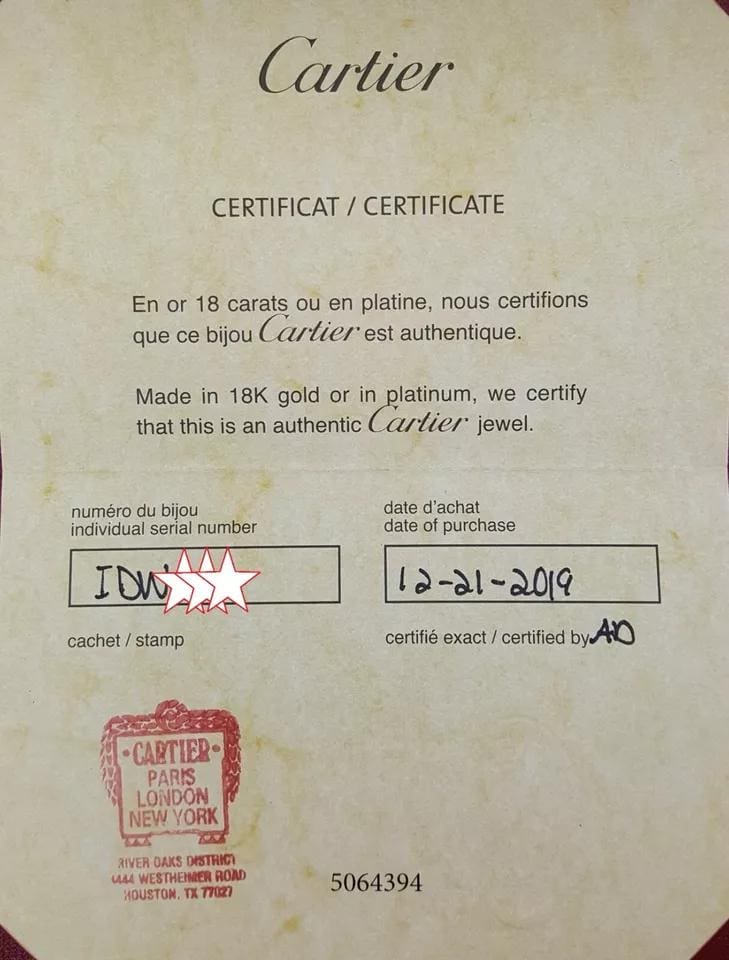 Cartier
CERTIFICAT / CERTIFICATE
En or 18 carats ou en platine, nous certifions
que ce bijou Cartier est authentique.
Made in 18K gold or in platinum, we certify
that this is an authentic Cartier jewel.
numéro du bijou
individual serial number
IDW
date d'achat
date of purchase
12-21-2019
cachet / stamp
certifié exact / certified by AD
CARTIER
PARIS
LONDON
NEW YORK
RIVER OAKS DISTRICT
4444 WESTHEIMER ROAD
HOUSTON, TX 77027
5064394